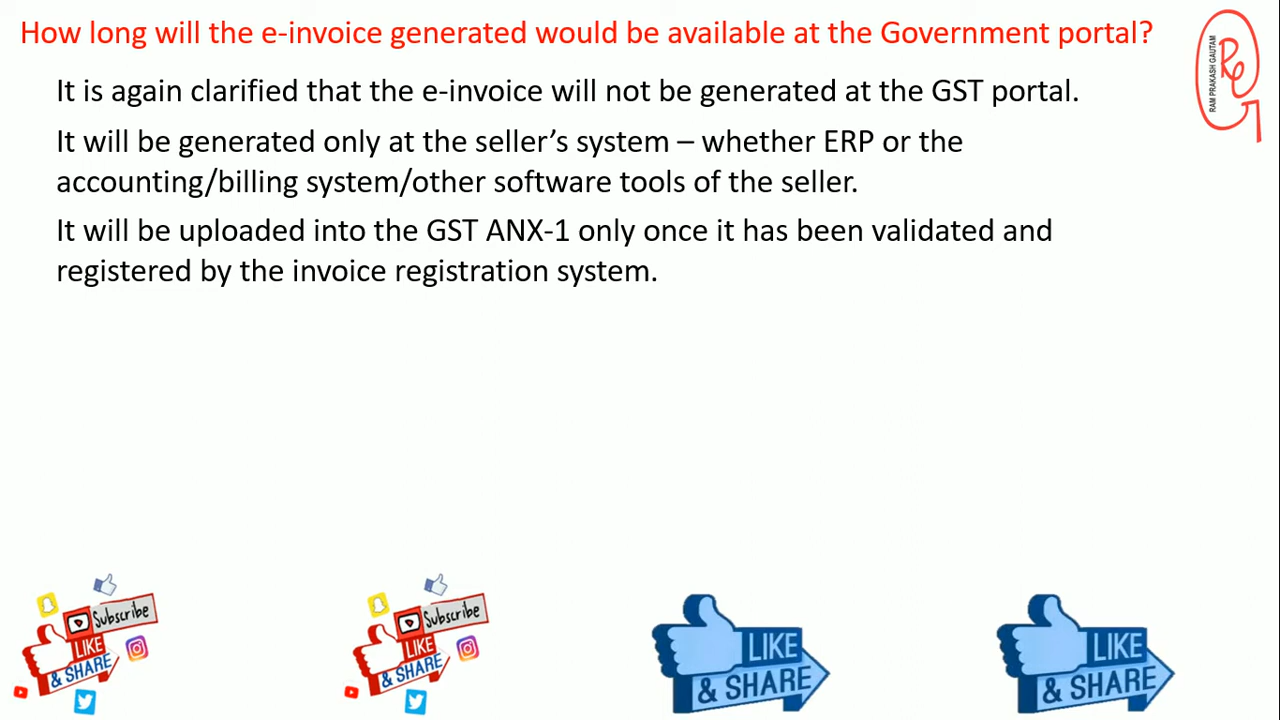 How long will the e-invoice generated would be available at the Government portal?
RAM PRAKASH GAUTAM
It is again clarified that the e-invoice will not be generated at the GST portal.
It will be generated only at the seller’s system – whether ERP or the
accounting/billing system/other software tools of the seller.
It will be uploaded into the GST ANX-1 only once it has been validated and
registered by the invoice registration system.
Subscribe
LIKE
& SHARE
Subscribe
LIKE
& SHARE
LIKE
& SHARE
LIKE
& SHARE